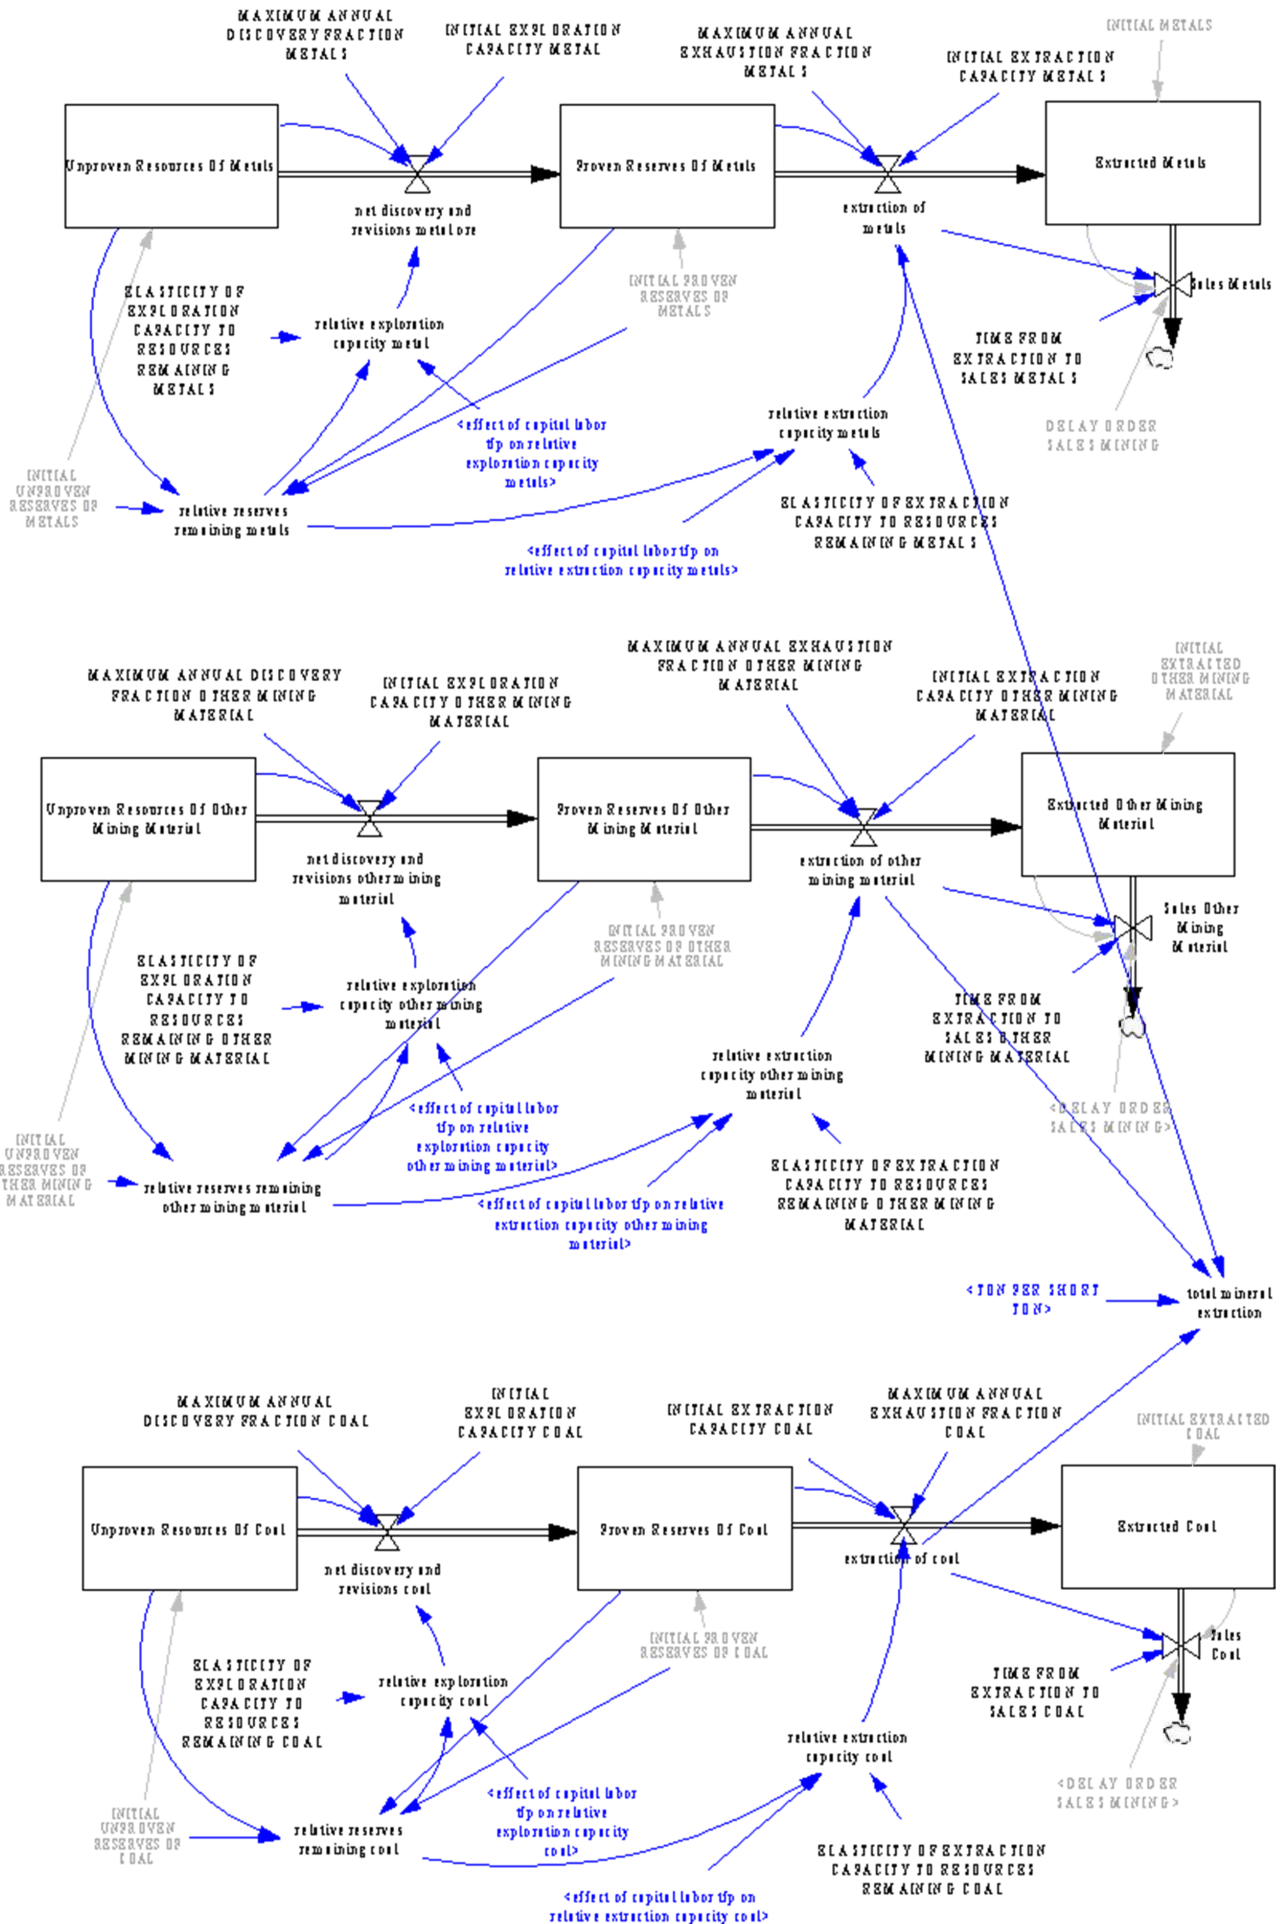 MAXIMUM ANNUAL
DISCOVERY FRACTION
METALS
INITIAL EXPLORATION
CAPACITY METAL
MAXIMUM ANNUAL
EXHAUSTION FRACTION
METALS
INITIAL EXTRACTION
CAPACITY METALS
INITIAL METALS
Unproven Resources Of Metals
Proven Reserves Of Metals
Extracted Metals
net discovery and
revisions metal ore
extraction of
metals
Sales Metals
ELASTICITY OF
EXPLORATION
CAPACITY TO
RESOURCES
REMAINING
METALS
relative exploration
capacity metal
INITIAL PROVEN
RESERVES OF
METALS
TIME FROM
EXTRACTION TO
SALES METALS
<effect of capital labor
tfp on relative
exploration capacity
metals>
relative extraction
capacity metals
DELAY ORDER
SALES MINING
INITIAL
UNPROVEN
RESERVES OF
METALS
relative reserves
remaining metals
ELASTICITY OF EXTRACTION
CAPACITY TO RESOURCES
REMAINING METALS
<effect of capital labor tfp on
relative extraction capacity metals>
MAXIMUM ANNUAL DISCOVERY
FRACTION OTHER MINING
MATERIAL
INITIAL EXPLORATION
CAPACITY OTHER MINING
MATERIAL
MAXIMUM ANNUAL EXHAUSTION
FRACTION OTHER MINING
MATERIAL
INITIAL EXTRACTION
CAPACITY OTHER MINING
MATERIAL
INITIAL
EXTRACTED
OTHER MINING
MATERIAL
Unproven Resources Of Other
Mining Material
Proven Reserves Of Other
Mining Material
Extracted Other Mining
Material
net discovery and
revisions other mining
material
extraction of other
mining material
Sales Other
Mining
Material
ELASTICITY OF
EXPLORATION
CAPACITY TO
RESOURCES
REMAINING OTHER
MINING MATERIAL
relative exploration
capacity other mining
material
INITIAL PROVEN
RESERVES OF OTHER
MINING MATERIAL
TIME FROM
EXTRACTION TO
SALES OTHER
MINING MATERIAL
relative extraction
capacity other mining
material
<effect of capital labor
tfp on relative
exploration capacity
other mining material>
<DELAY ORDER
SALES MINING>
INITIAL
UNPROVEN
RESERVES OF
THER MINING
MATERIAL
relative reserves remaining
other mining material
ELASTICITY OF EXTRACTION
CAPACITY TO RESOURCES
REMAINING OTHER MINING
MATERIAL
<effect of capital labor tfp on relative
extraction capacity other mining
material>
<TON PER SHORT
TON>
total mineral
extraction
MAXIMUM ANNUAL
DISCOVERY FRACTION COAL
INITIAL
EXPLORATION
CAPACITY COAL
INITIAL EXTRACTION
CAPACITY COAL
MAXIMUM ANNUAL
EXHAUSTION FRACTION
COAL
INITIAL EXTRACTED
COAL
Unproven Resources Of Coal
Proven Reserves Of Coal
Extracted Coal
net discovery and
revisions coal
extraction of coal
Sales
Coal
ELASTICITY OF
EXPLORATION
CAPACITY TO
RESOURCES
REMAINING COAL
relative exploration
capacity coal
INITIAL PROVEN
RESERVES OF COAL
TIME FROM
EXTRACTION TO
SALES COAL
relative extraction
capacity coal
<effect of capital labor
tfp on relative
exploration capacity
coal>
<DELAY ORDER
SALES MINING>
INITIAL
UNPROVEN
RESERVES OF
COAL
relative reserves
remaining coal
ELASTICITY OF EXTRACTION
CAPACITY TO RESOURCES
REMAINING COAL
<effect of capital labor tfp on
relative extraction capacity coal>